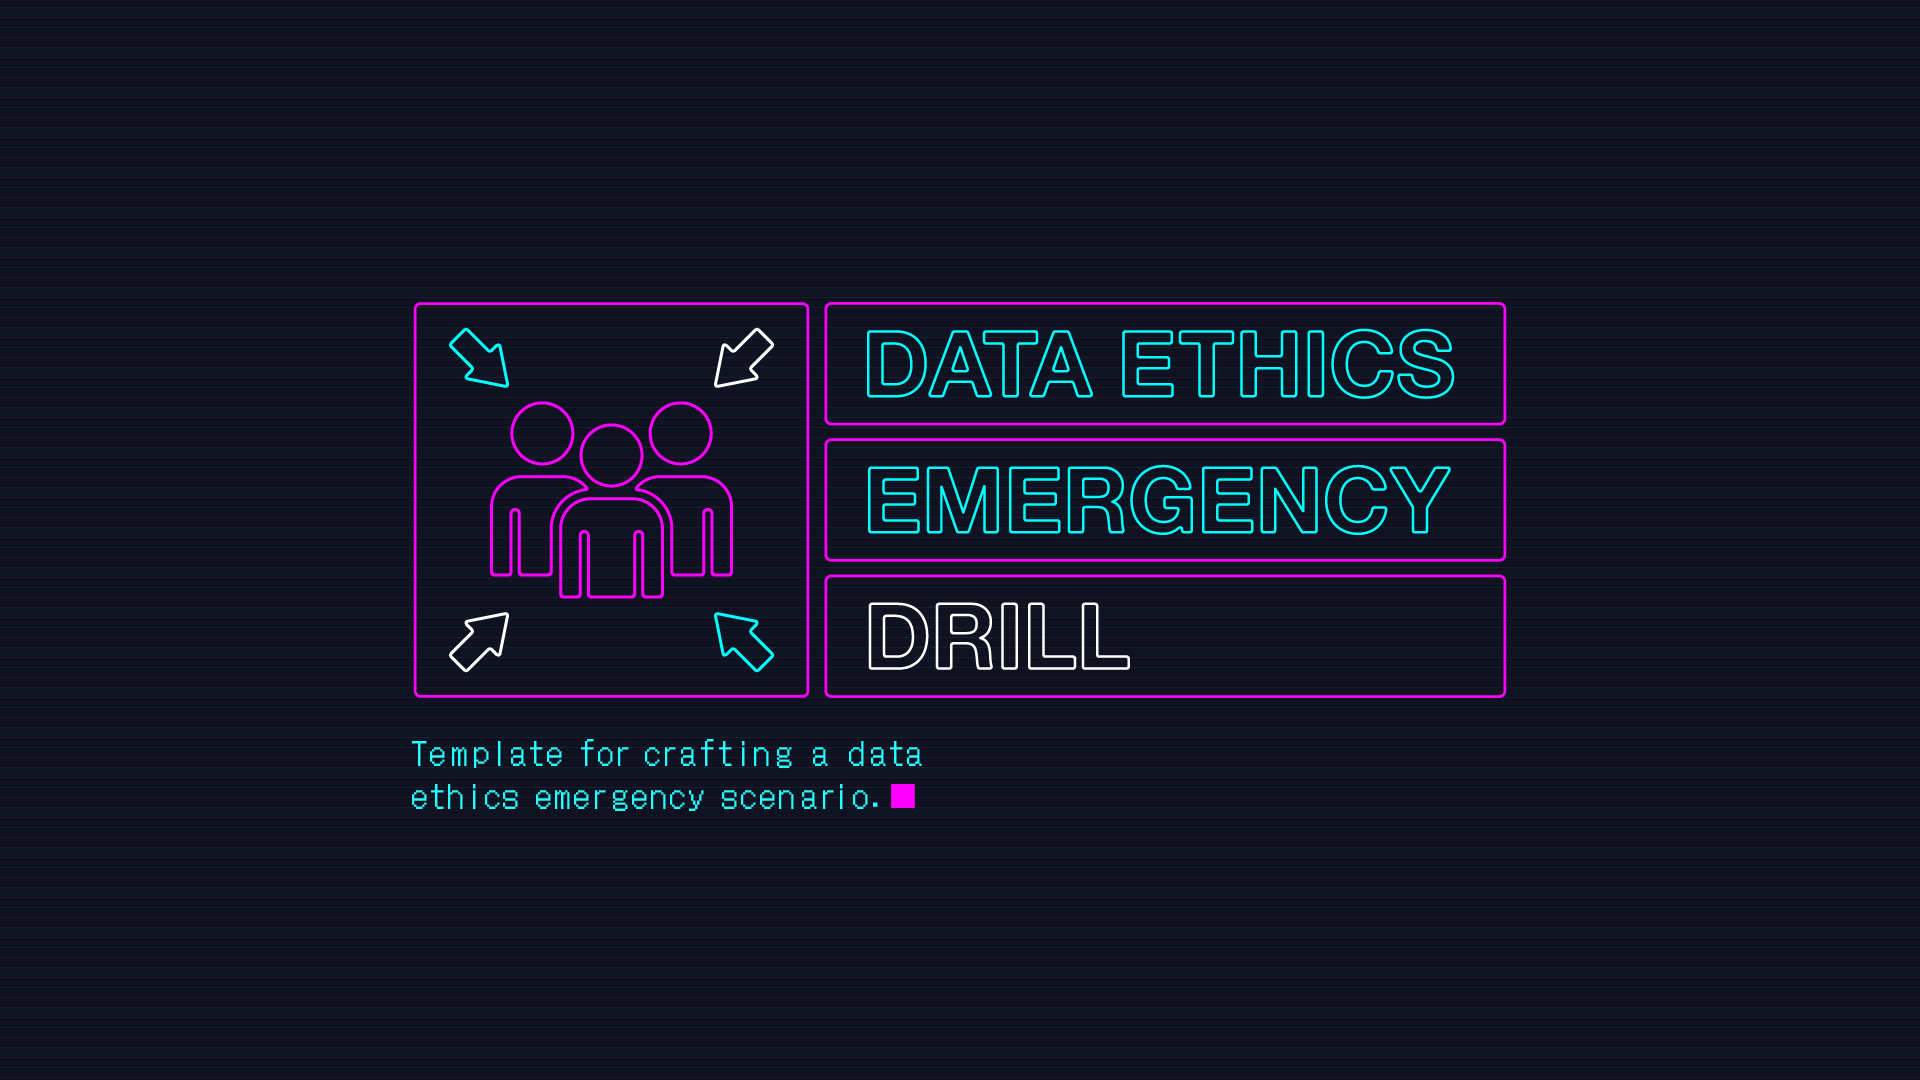 DATA ETHICS
EMERGENCY
DRILL
Template for crafting a data
ethics emergency scenario.